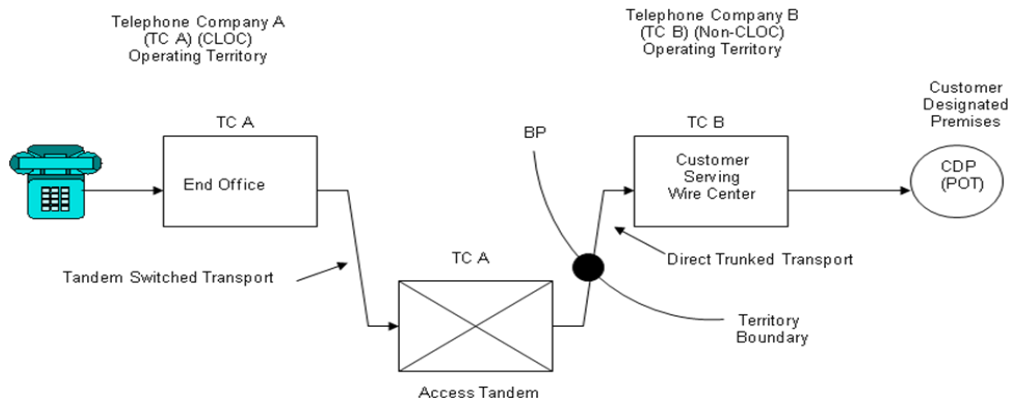 Telephone Company A
(TC A) (CLOC)
Operating Territory
Telephone Company B
(TC B) (Non-CLOC)
Operating Territory
Customer
Designated
Premises
TC A
End Office
BP
TC B
Customer
Serving
Wire Center
CDP
(POT)
Tandem Switched Transport
TC A
Direct Trunked Transport
Territory
Boundary
Access Tandem